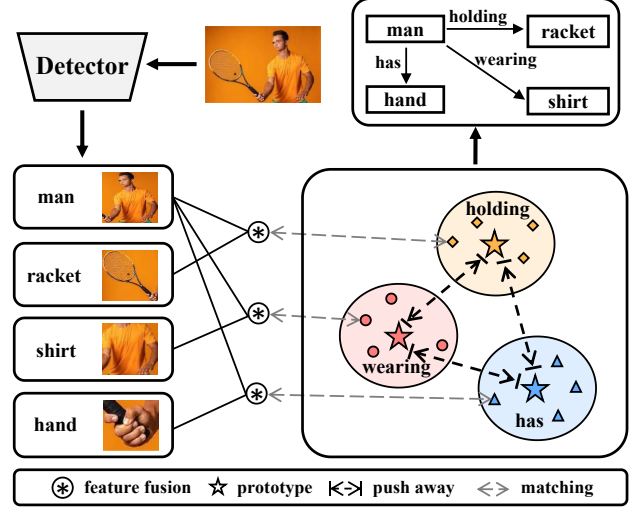 Detector
man
holding
racket
has
wearing
hand
shirt
man
racket
shirt
hand
holding
wearing
has
feature fusion
prototype
push away
matching